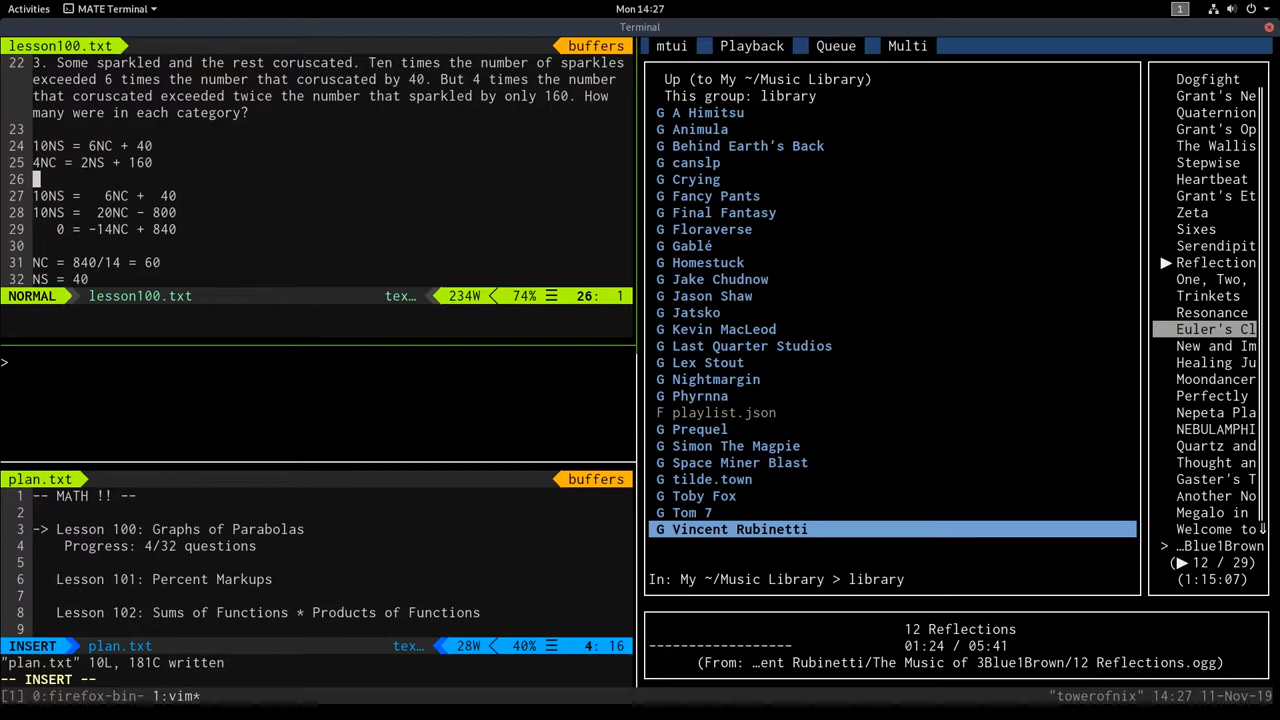 Activities MATE Terminal Mon 14:27 1
Terminal
lesson100.txt buffers
22 3. Some sparkled and the rest coruscated. Ten times the number of sparkles
exceeded 6 times the number that coruscated by 40. But 4 times the number
that coruscated exceeded twice the number that sparkled by only 160. How
many were in each category?
23
24 10NS = 6NC + 40
25 4NC = 2NS + 160
26
27 10NS =   6NC +  40
28 10NS =  20NC - 800
29    0 = -14NC + 840
30
31 NC = 840/14 = 60
32 NS = 40
NORMAL lesson100.txt tex… 234W 74% ☰ 26: 1
>
plan.txt buffers
1 -- MATH !! --
2
3 -> Lesson 100: Graphs of Parabolas
4 Progress: 4/32 questions
5
6 Lesson 101: Percent Markups
7
8 Lesson 102: Sums of Functions * Products of Functions
9
INSERT plan.txt tex… 28W 40% ☰ 4: 16
"plan.txt" 10L, 181C written
-- INSERT --
mtui Playback Queue Multi
Up (to My ~/Music Library)
This group: library
G A Himitsu
G Animula
G Behind Earth's Back
G canslp
G Crying
G Fancy Pants
G Final Fantasy
G Floraverse
G Gablé
G Homestuck
G Jake Chudnow
G Jason Shaw
G Jatsko
G Kevin MacLeod
G Last Quarter Studios
G Lex Stout
G Nightmargin
G Phyrnna
F playlist.json
G Prequel
G Simon The Magpie
G Space Miner Blast
G tilde.town
G Toby Fox
G Tom 7
G Vincent Rubinetti
In: My ~/Music Library > library
Dogfight
Grant's Ne
Quaternion
Grant's Op
The Wallis
Stepwise
Heartbeat
Grant's Et
Zeta
Sixes
Serendipit
▶ Reflection
One, Two,
Trinkets
Resonance
Euler's Cl
New and Im
Healing Ju
Moondancer
Perfectly
Nepeta Pla
NEBULAMPHI
Quartz and
Thought an
Gaster's T
Another No
Megalo in
Welcome to⇓
> …Blue1Brown
(▶ 12 / 29)
(1:15:07)
12 Reflections
------------------ 01:24 / 05:41
(From: …ent Rubinetti/The Music of 3Blue1Brown/12 Reflections.ogg)
[1] 0:firefox-bin- 1:vim* "towerofnix" 14:27 11-Nov-19